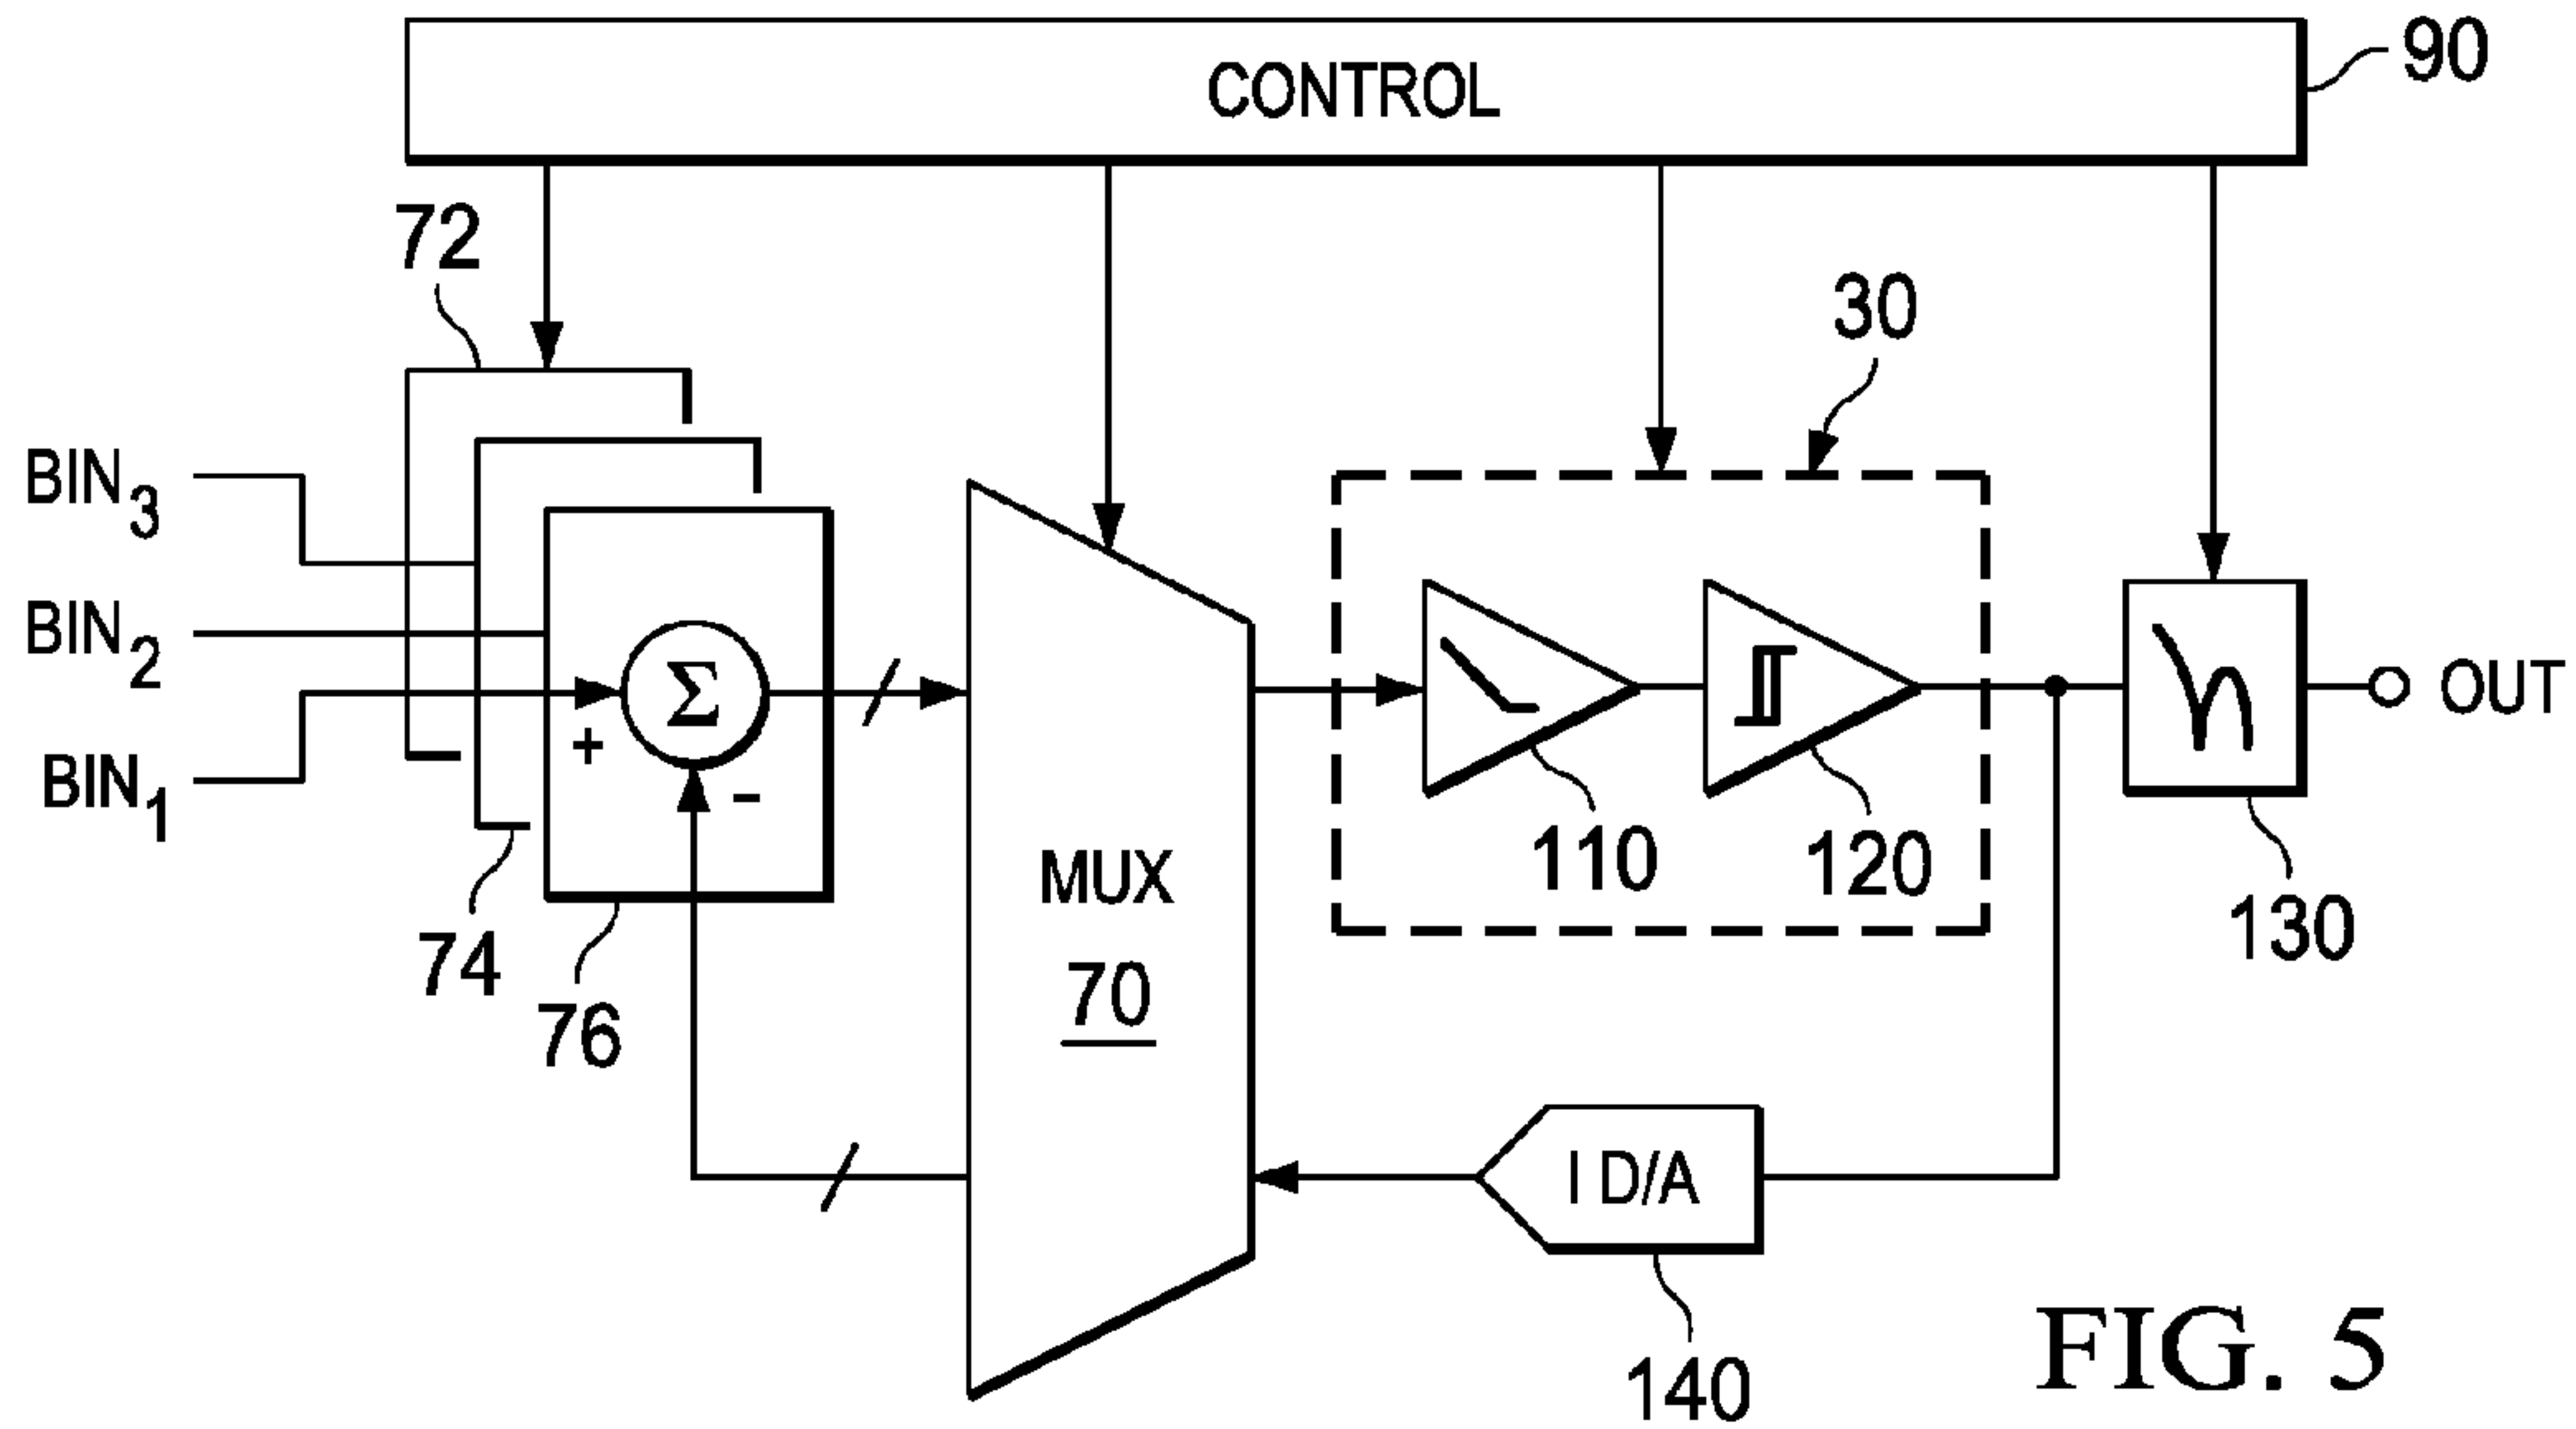 CONTROL
90
72
30
BIN3
BIN2
BIN1
+
Σ
-
74
76
MUX
70
110
120
130
OUT
I D/A
140
FIG. 5